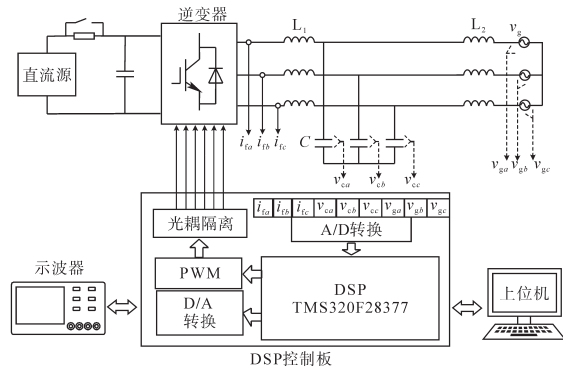 逆变器
L1
L2
vg
直流源
ifa
ifb
ifc
C
vca
vcb
vcc
vga
vgb
vgc
光耦隔离
ifa ifb ifc vca vcb vcc vga vgb vgc
A/D转换
示波器
PWM
D/A
转换
DSP
TMS320F28377
上位机
DSP控制板